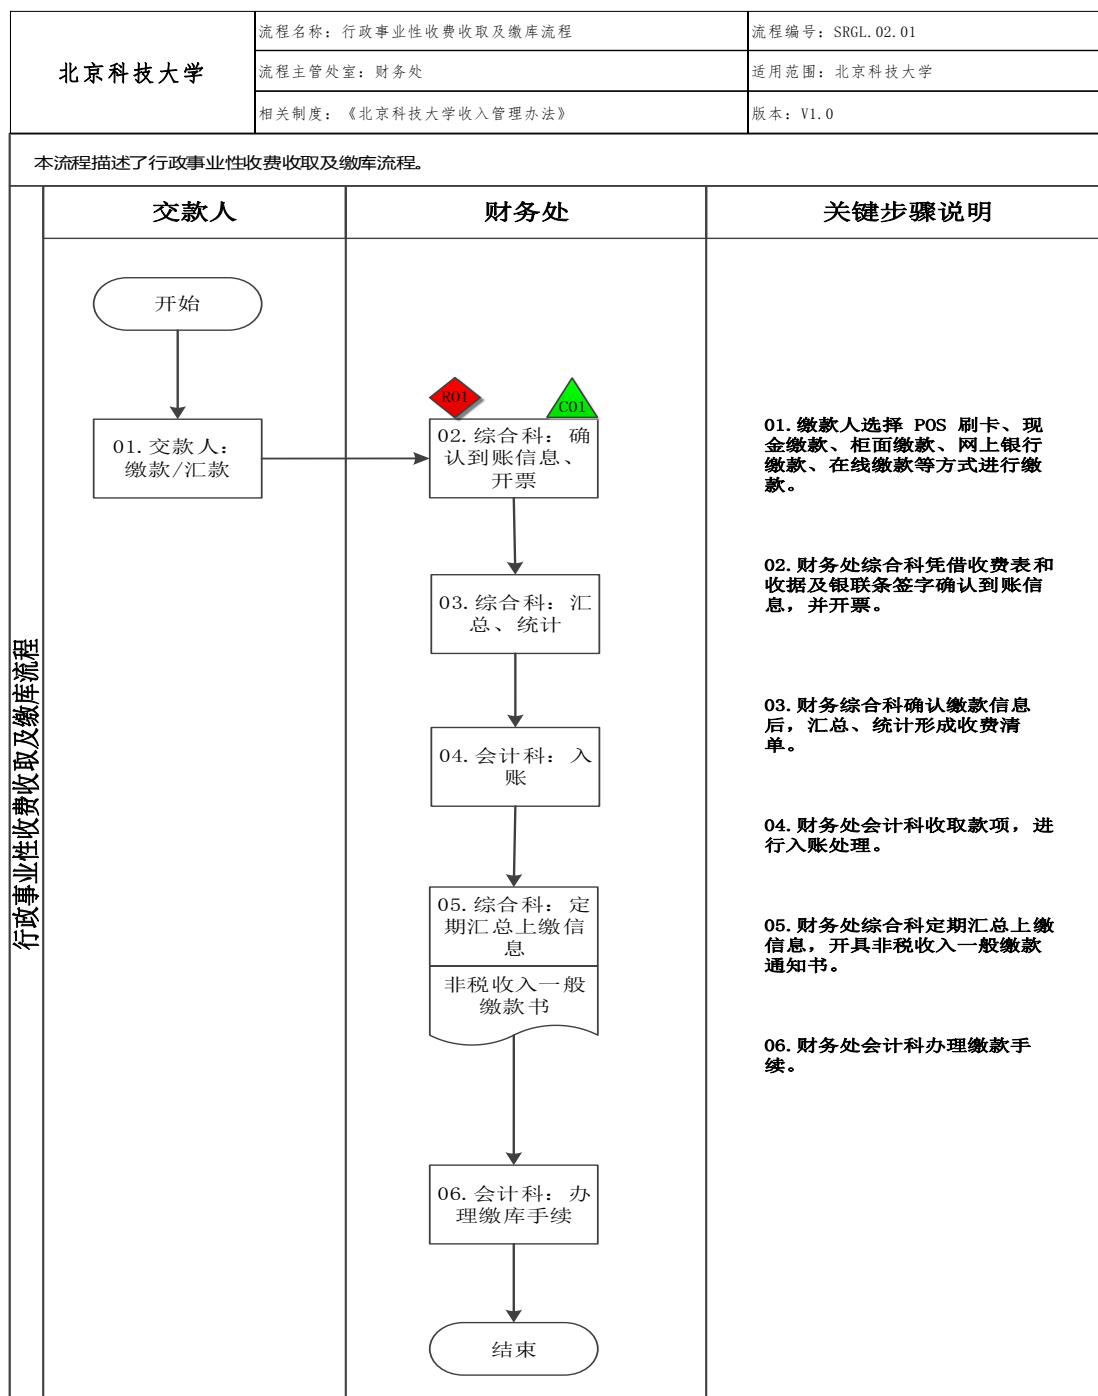 北京科技大学
流程名称：行政事业性收费收取及缴库流程
流程编号：SRGL.02.01
流程主管处室：财务处
适用范围：北京科技大学
相关制度：《北京科技大学收入管理办法》
版本：V1.0
本流程描述了行政事业性收费收取及缴库流程。
行政事业性收费收取及缴库流程
交款人
财务处
关键步骤说明
开始
01.交款人：
缴款/汇款
R01
C01
02.综合科：确
认到账信息、
开票
03.综合科：汇
总、统计
04.会计科：入
账
05.综合科：定
期汇总上缴信
息
非税收入一般
缴款书
06.会计科：办
理缴库手续
结束
01.缴款人选择 POS 刷卡、现
金缴款、柜面缴款、网上银行
缴款、在线缴款等方式进行缴
款。
02.财务处综合科凭借收费表和
收据及银联条签字确认到账信
息，并开票。
03.财务综合科确认缴款信息
后，汇总、统计形成收费清
单。
04.财务处会计科收取款项，进
行入账处理。
05.财务处综合科定期汇总上缴
信息，开具非税收入一般缴款
通知书。
06.财务处会计科办理缴款手
续。